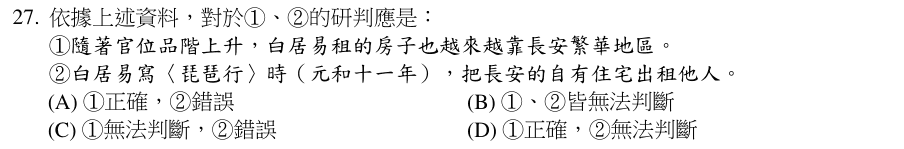 27. 依據上述資料，對於①、②的研判應是：
①隨著官位品階上升，白居易租的房子也越來越靠長安繁華地區。
②白居易寫〈琵琶行〉時（元和十一年），把長安的自有住宅出租他人。
(A) ①正確，②錯誤 (B) ①、②皆無法判斷
(C) ①無法判斷，②錯誤 (D) ①正確，②無法判斷